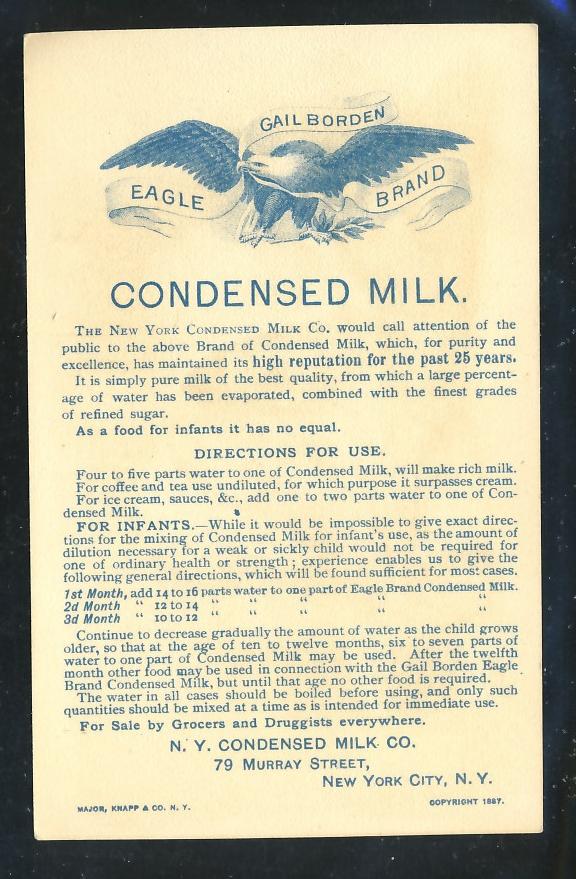 GAIL BORDEN
EAGLE BRAND
CONDENSED MILK.
THE NEW YORK CONDENSED MILK CO. would call attention of the
public to the above Brand of Condensed Milk, which, for purity and
excellence, has maintained its high reputation for the past 25 years.
It is simply pure milk of the best quality, from which a large percent-
age of water has been evaporated, combined with the finest grades
of refined sugar.
As a food for infants it has no equal.
DIRECTIONS FOR USE.
Four to five parts water to one of Condensed Milk, will make rich milk.
For coffee and tea use undiluted, for which purpose it surpasses cream.
For ice cream, sauces, &c., add one to two parts water to one of Con-
densed Milk.
FOR INFANTS.—While it would be impossible to give exact direc-
tions for the mixing of Condensed Milk for infant's use, as the amount of
dilution necessary for a weak or sickly child would not be required for
one of ordinary health or strength; experience enables us to give the
following general directions, which will be found sufficient for most cases.
1st Month, add 14 to 16 parts water to one part of Eagle Brand Condensed Milk.
2d Month " 12 to 14 " " " " "
3d Month " 10 to 12 " " " " "
Continue to decrease gradually the amount of water as the child grows
older, so that at the age of ten to twelve months, six to seven parts of
water to one part of Condensed Milk may be used. After the twelfth
month other food may be used in connection with the Gail Borden Eagle
Brand Condensed Milk, but until that age no other food is required.
The water in all cases should be boiled before using, and only such
quantities should be mixed at a time as is intended for immediate use.
For Sale by Grocers and Druggists everywhere.
N. Y. CONDENSED MILK CO.
79 MURRAY STREET,
NEW YORK CITY, N. Y.
MAJOR, KNAPP & CO. N. Y. COPYRIGHT 1887.